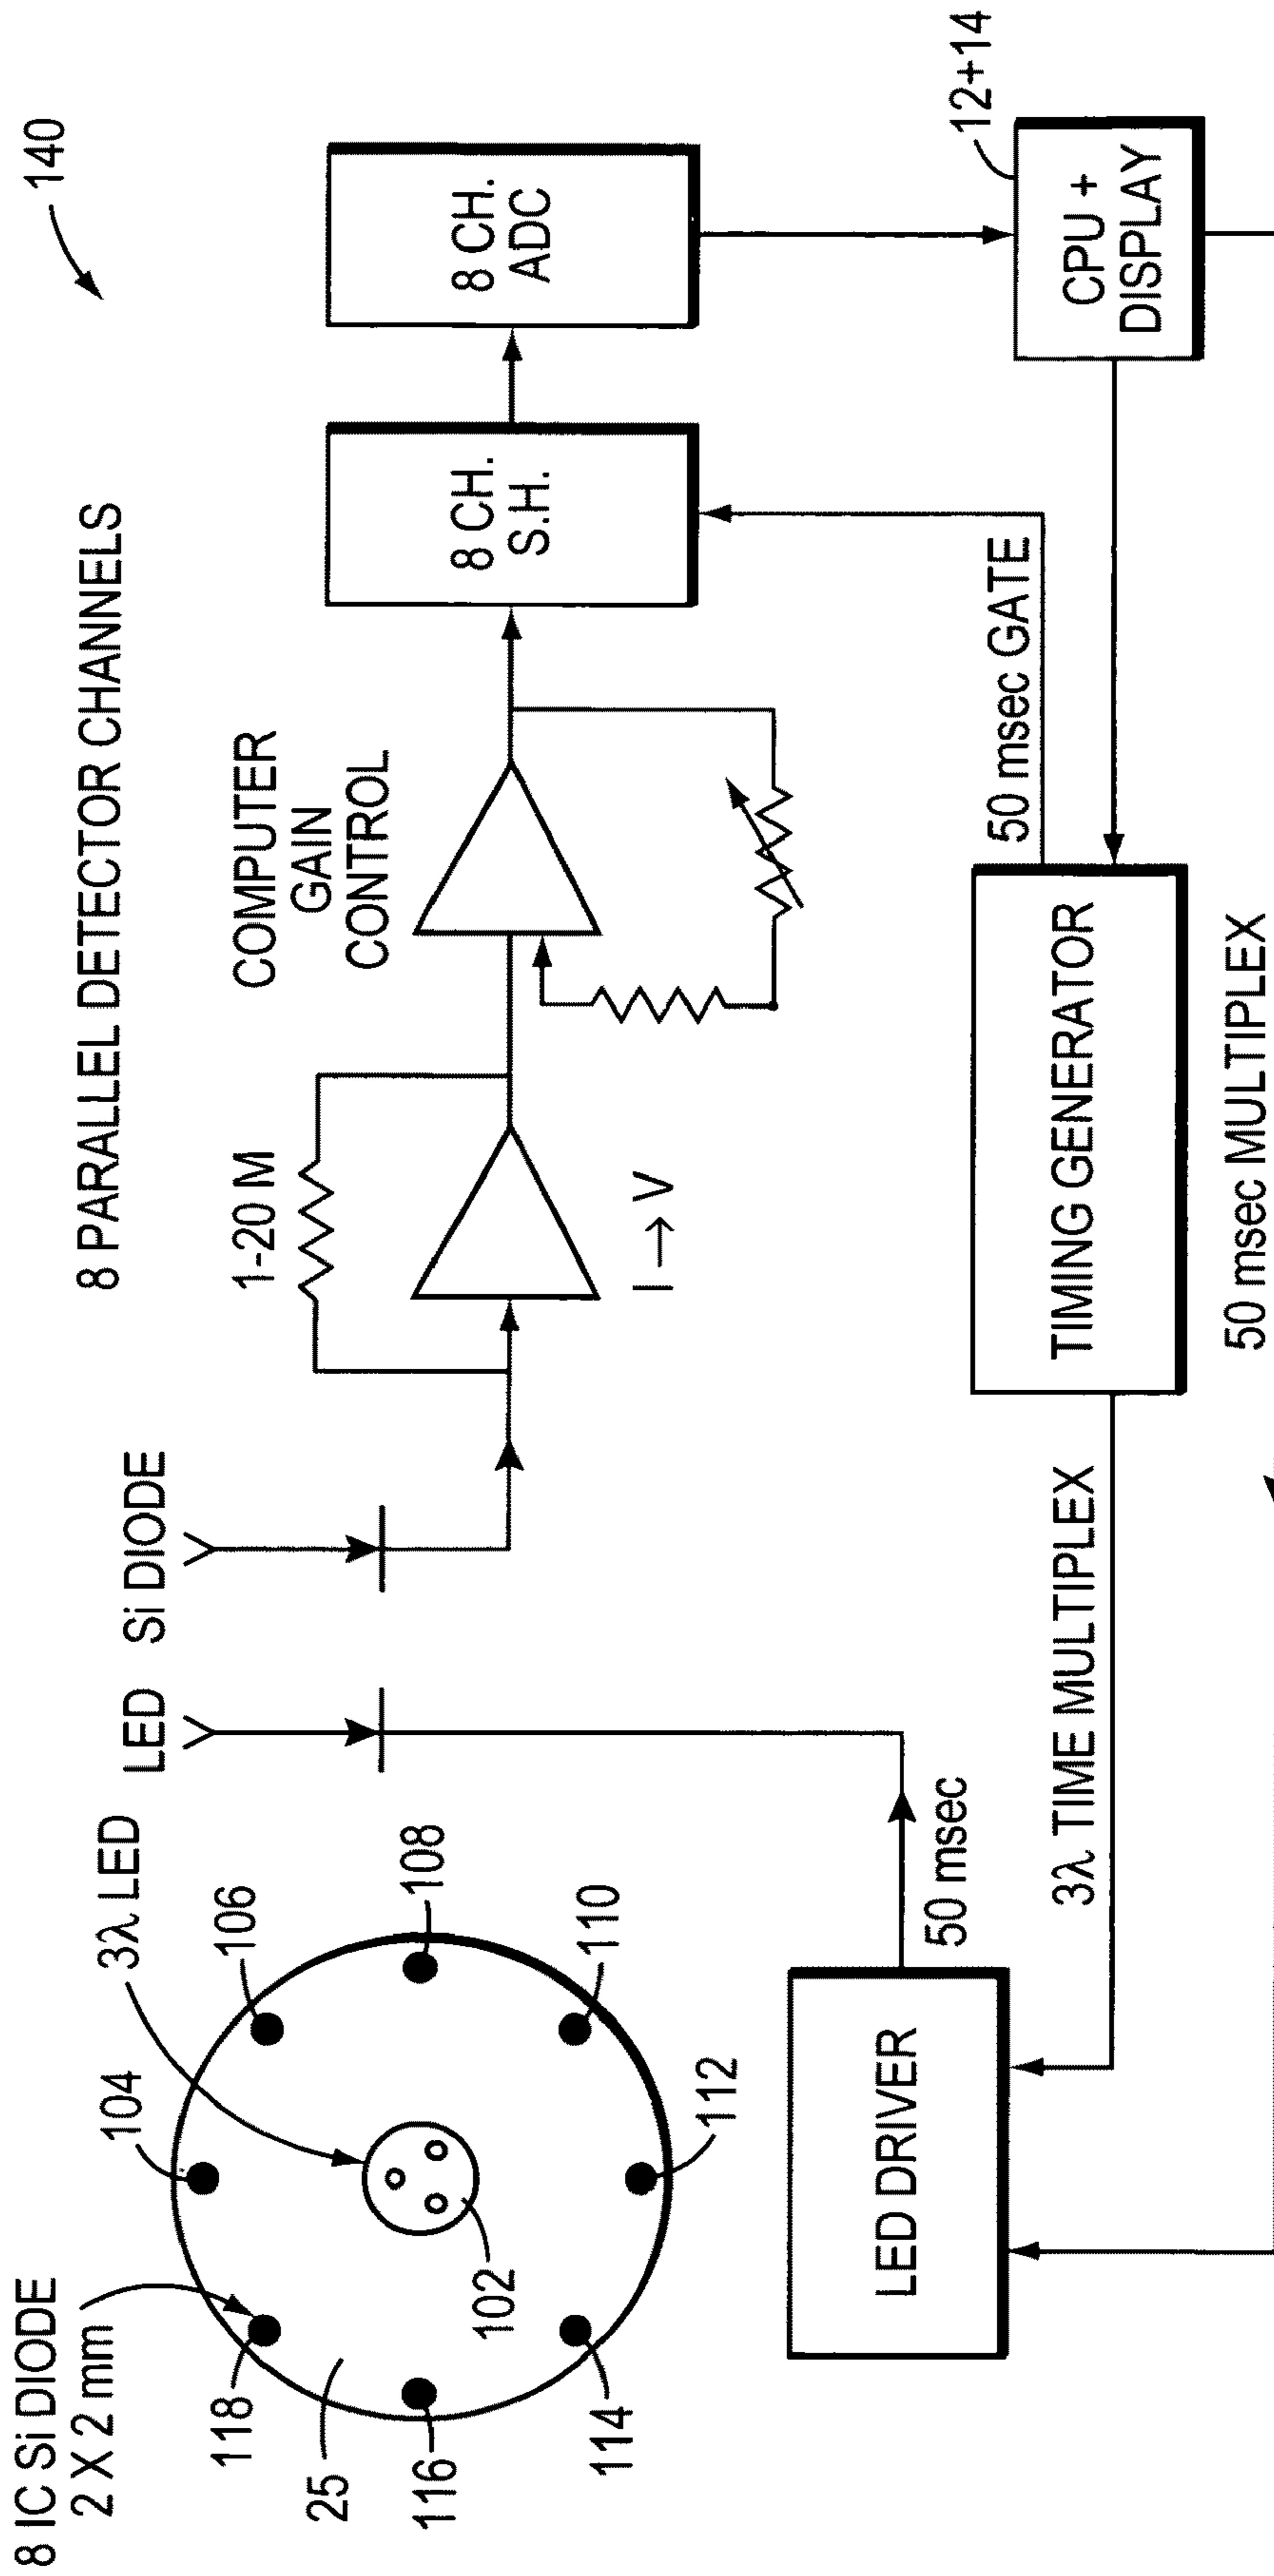 140
8 PARALLEL DETECTOR CHANNELS
8 IC Si DIODE
2 X 2 mm
3λ LED
LED
Si DIODE
1-20 M
COMPUTER
GAIN
CONTROL
8 CH.
S.H.
8 CH.
ADC
104
106
108
110
112
114
116
118
25
102
I → V
50 msec GATE
12+14
CPU +
DISPLAY
LED DRIVER
50 msec
3λ TIME MULTIPLEX
TIMING GENERATOR
50 msec MULTIPLEX